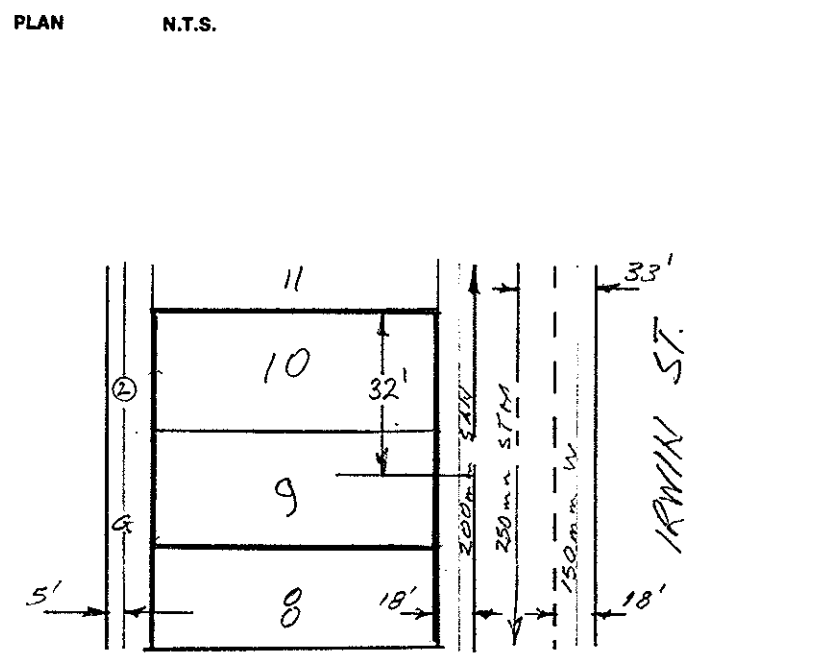 PLAN N.T.S.
11
33'
10
32'
2
200mm SAN
250mm STM
150mm W
IRWIN ST.
9
G
5'
8
18'
18'